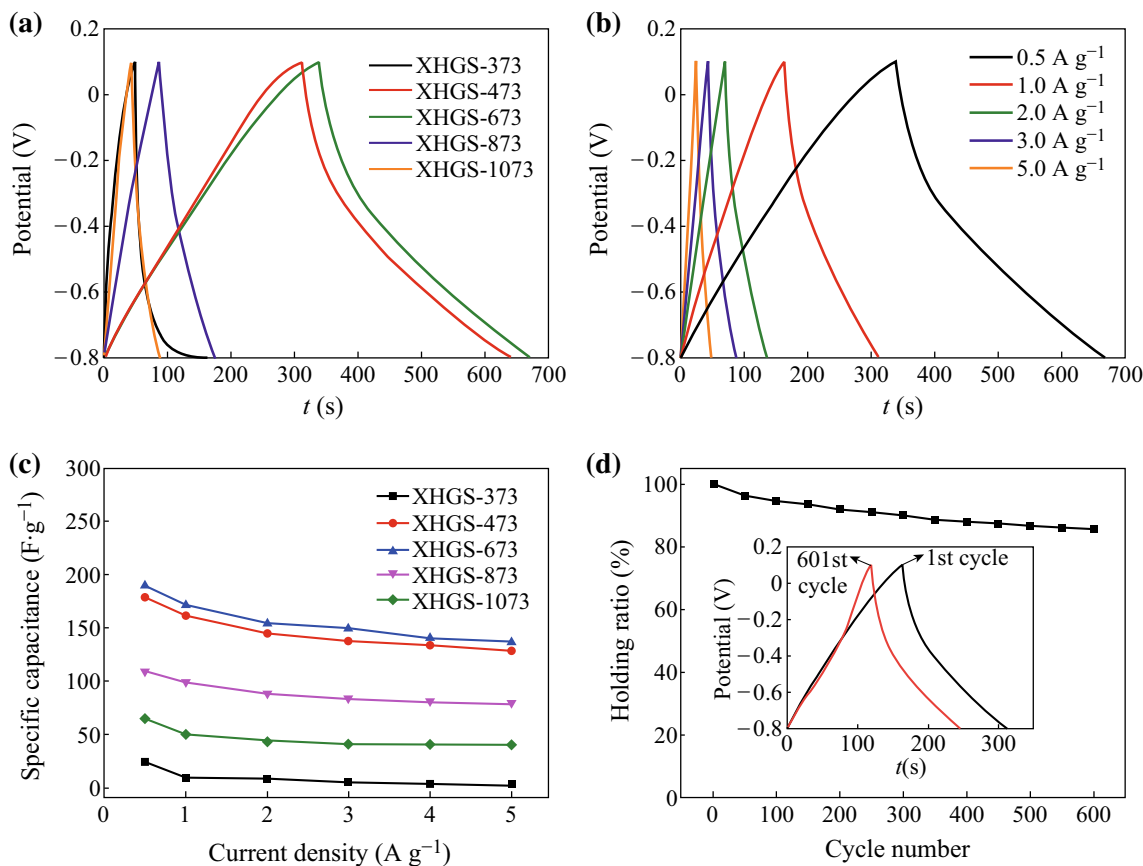 (a)
0.2
0
−0.2
−0.4
−0.6
−0.8
Potential (V)
XHGS-373
XHGS-473
XHGS-673
XHGS-873
XHGS-1073
0 100 200 300 400 500 600 700
t (s)
(b)
0.2
0
−0.2
−0.4
−0.6
−0.8
Potential (V)
0.5 A g⁻¹
1.0 A g⁻¹
2.0 A g⁻¹
3.0 A g⁻¹
5.0 A g⁻¹
0 100 200 300 400 500 600 700
t (s)
(c)
300
250
200
150
100
50
0
Specific capacitance (F·g⁻¹)
XHGS-373
XHGS-473
XHGS-673
XHGS-873
XHGS-1073
0 1 2 3 4 5
Current density (A g⁻¹)
(d)
100
80
60
40
20
0
Holding ratio (%)
0.2
0
−0.2
−0.4
−0.6
−0.8
Potential (V)
601st
cycle
1st cycle
0 100 200 300
t(s)
0 100 200 300 400 500 600
Cycle number